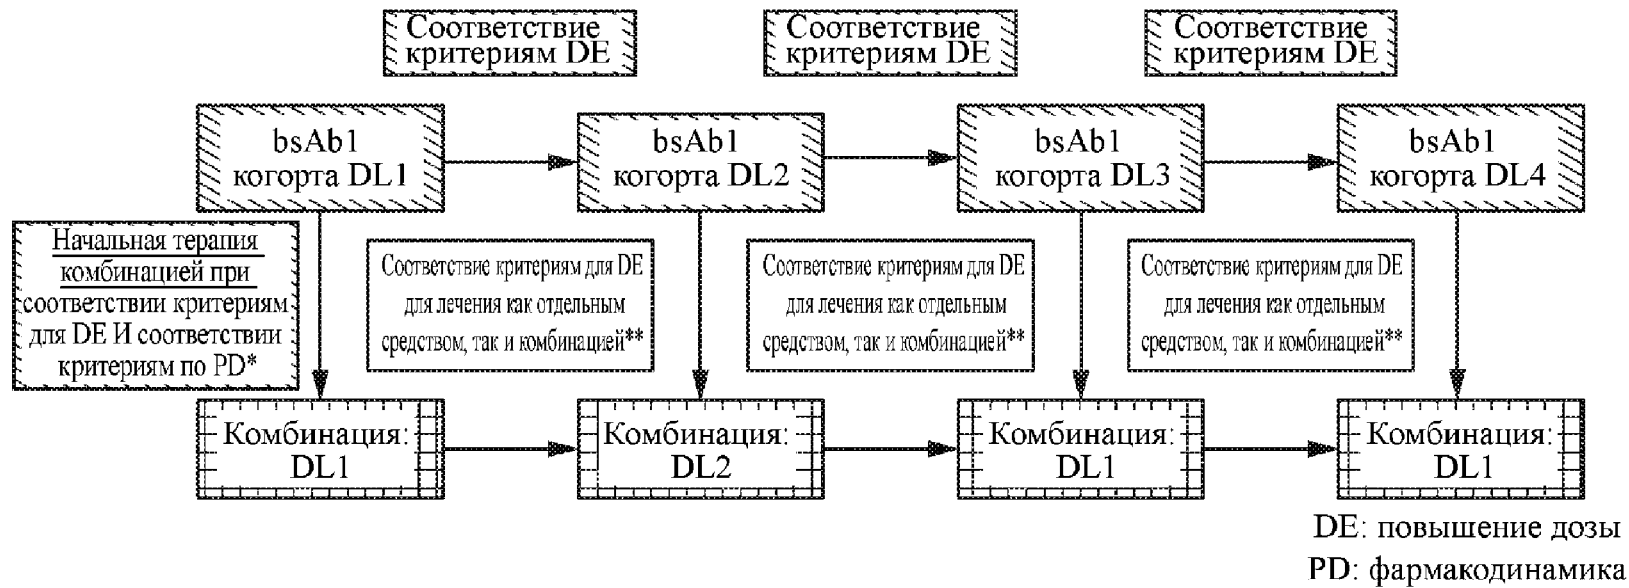 Соответствие
критериям DE
Соответствие
критериям DE
Соответствие
критериям DE
bsAb1
когорта DL1
bsAb1
когорта DL2
bsAb1
когорта DL3
bsAb1
когорта DL4
Начальная терапия
комбинацией при
соответствии критериям
для DE И соответствии
критериям по PD*
Соответствие критериям для DE
для лечения как отдельным
средством, так и комбинацией**
Соответствие критериям для DE
для лечения как отдельным
средством, так и комбинацией**
Соответствие критериям для DE
для лечения как отдельным
средством, так и комбинацией**
Комбинация:
DL1
Комбинация:
DL2
Комбинация:
DL1
Комбинация:
DL1
DE: повышение дозы
PD: фармакодинамика